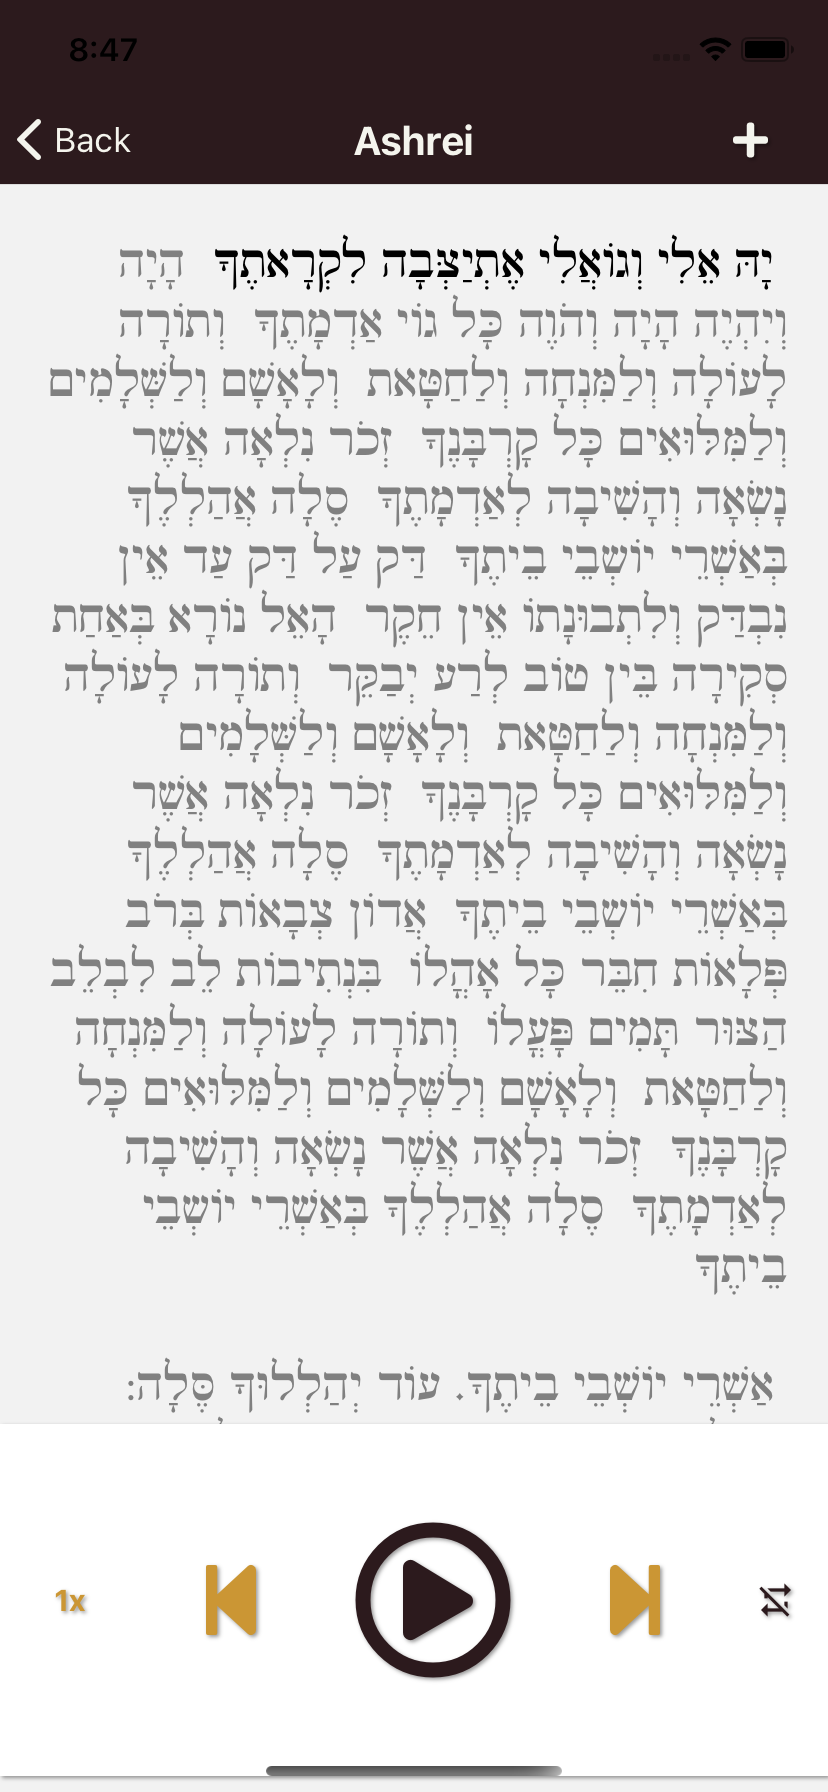 8:47
Back
Ashrei
יָהּ אֵלִי וְגוֹאֲלִי אֶתְיַצְּבָה לִקְרָאתֶךָ הָיָה
וְיִהְיֶה הָיָה וְהֹוֶה כָּל גּוֹי אַדְמָתֶךָ וְתוֹרָה
לָעוֹלָה וְלַמִּנְחָה וְלַחַטָּאת וְלָאָשָׁם וְלַשְּׁלָמִים
וְלַמִּלּוּאִים כָּל קָרְבָּנֶךָ זְכֹר נִלְאָה אֲשֶׁר
נָשְׂאָה וְהָשִׁיבָה לְאַדְמָתֶךָ סֶלָה אֲהַלְלֶךָ
בְּאַשְׁרֵי יוֹשְׁבֵי בֵיתֶךָ דַּק עַל דַּק עַד אֵין
נִבְדַּק וְלִתְבוּנָתוֹ אֵין חֵקֶר הָאֵל נוֹרָא בְּאַחַת
סְקִירָה בֵּין טוֹב לְרַע יְבַקֵּר וְתוֹרָה לָעוֹלָה
וְלַמִּנְחָה וְלַחַטָּאת וְלָאָשָׁם וְלַשְּׁלָמִים
וְלַמִּלּוּאִים כָּל קָרְבָּנֶךָ זְכֹר נִלְאָה אֲשֶׁר
נָשְׂאָה וְהָשִׁיבָה לְאַדְמָתֶךָ סֶלָה אֲהַלְלֶךָ
בְּאַשְׁרֵי יוֹשְׁבֵי בֵיתֶךָ אֲדוֹן צְבָאוֹת בְּרֹב
פְּלָאוֹת חִבֵּר כָּל אָהֳלוֹ בִּנְתִיבוֹת לֵב לִבְלֵב
הַצּוּר תָּמִים פָּעֳלוֹ וְתוֹרָה לָעוֹלָה וְלַמִּנְחָה
וְלַחַטָּאת וְלָאָשָׁם וְלַשְּׁלָמִים וְלַמִּלּוּאִים כָּל
קָרְבָּנֶךָ זְכֹר נִלְאָה אֲשֶׁר נָשְׂאָה וְהָשִׁיבָה
לְאַדְמָתֶךָ סֶלָה אֲהַלְלֶךָ בְּאַשְׁרֵי יוֹשְׁבֵי
בֵיתֶךָ
אַשְׁרֵי יוֹשְׁבֵי בֵיתֶךָ. עוֹד יְהַלְלוּךָ סֶּלָה:
1x